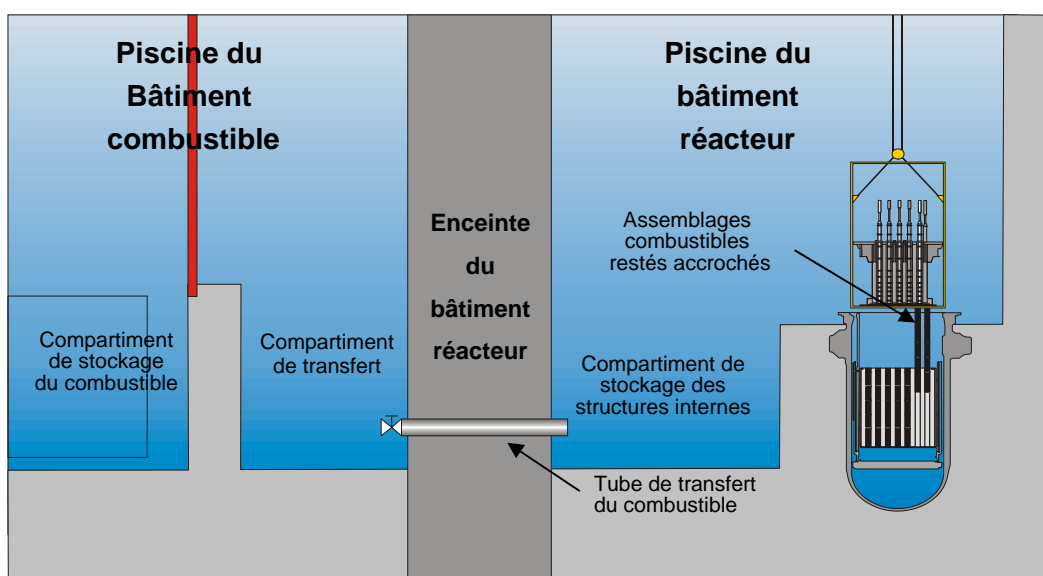 Piscine du
Bâtiment
combustible
Piscine du
bâtiment
réacteur
Enceinte
du
bâtiment
réacteur
Assemblages
combustibles
restés accrochés
Compartiment
de stockage
du combustible
Compartiment
de transfert
Compartiment de
stockage des
structures internes
Tube de transfert
du combustible